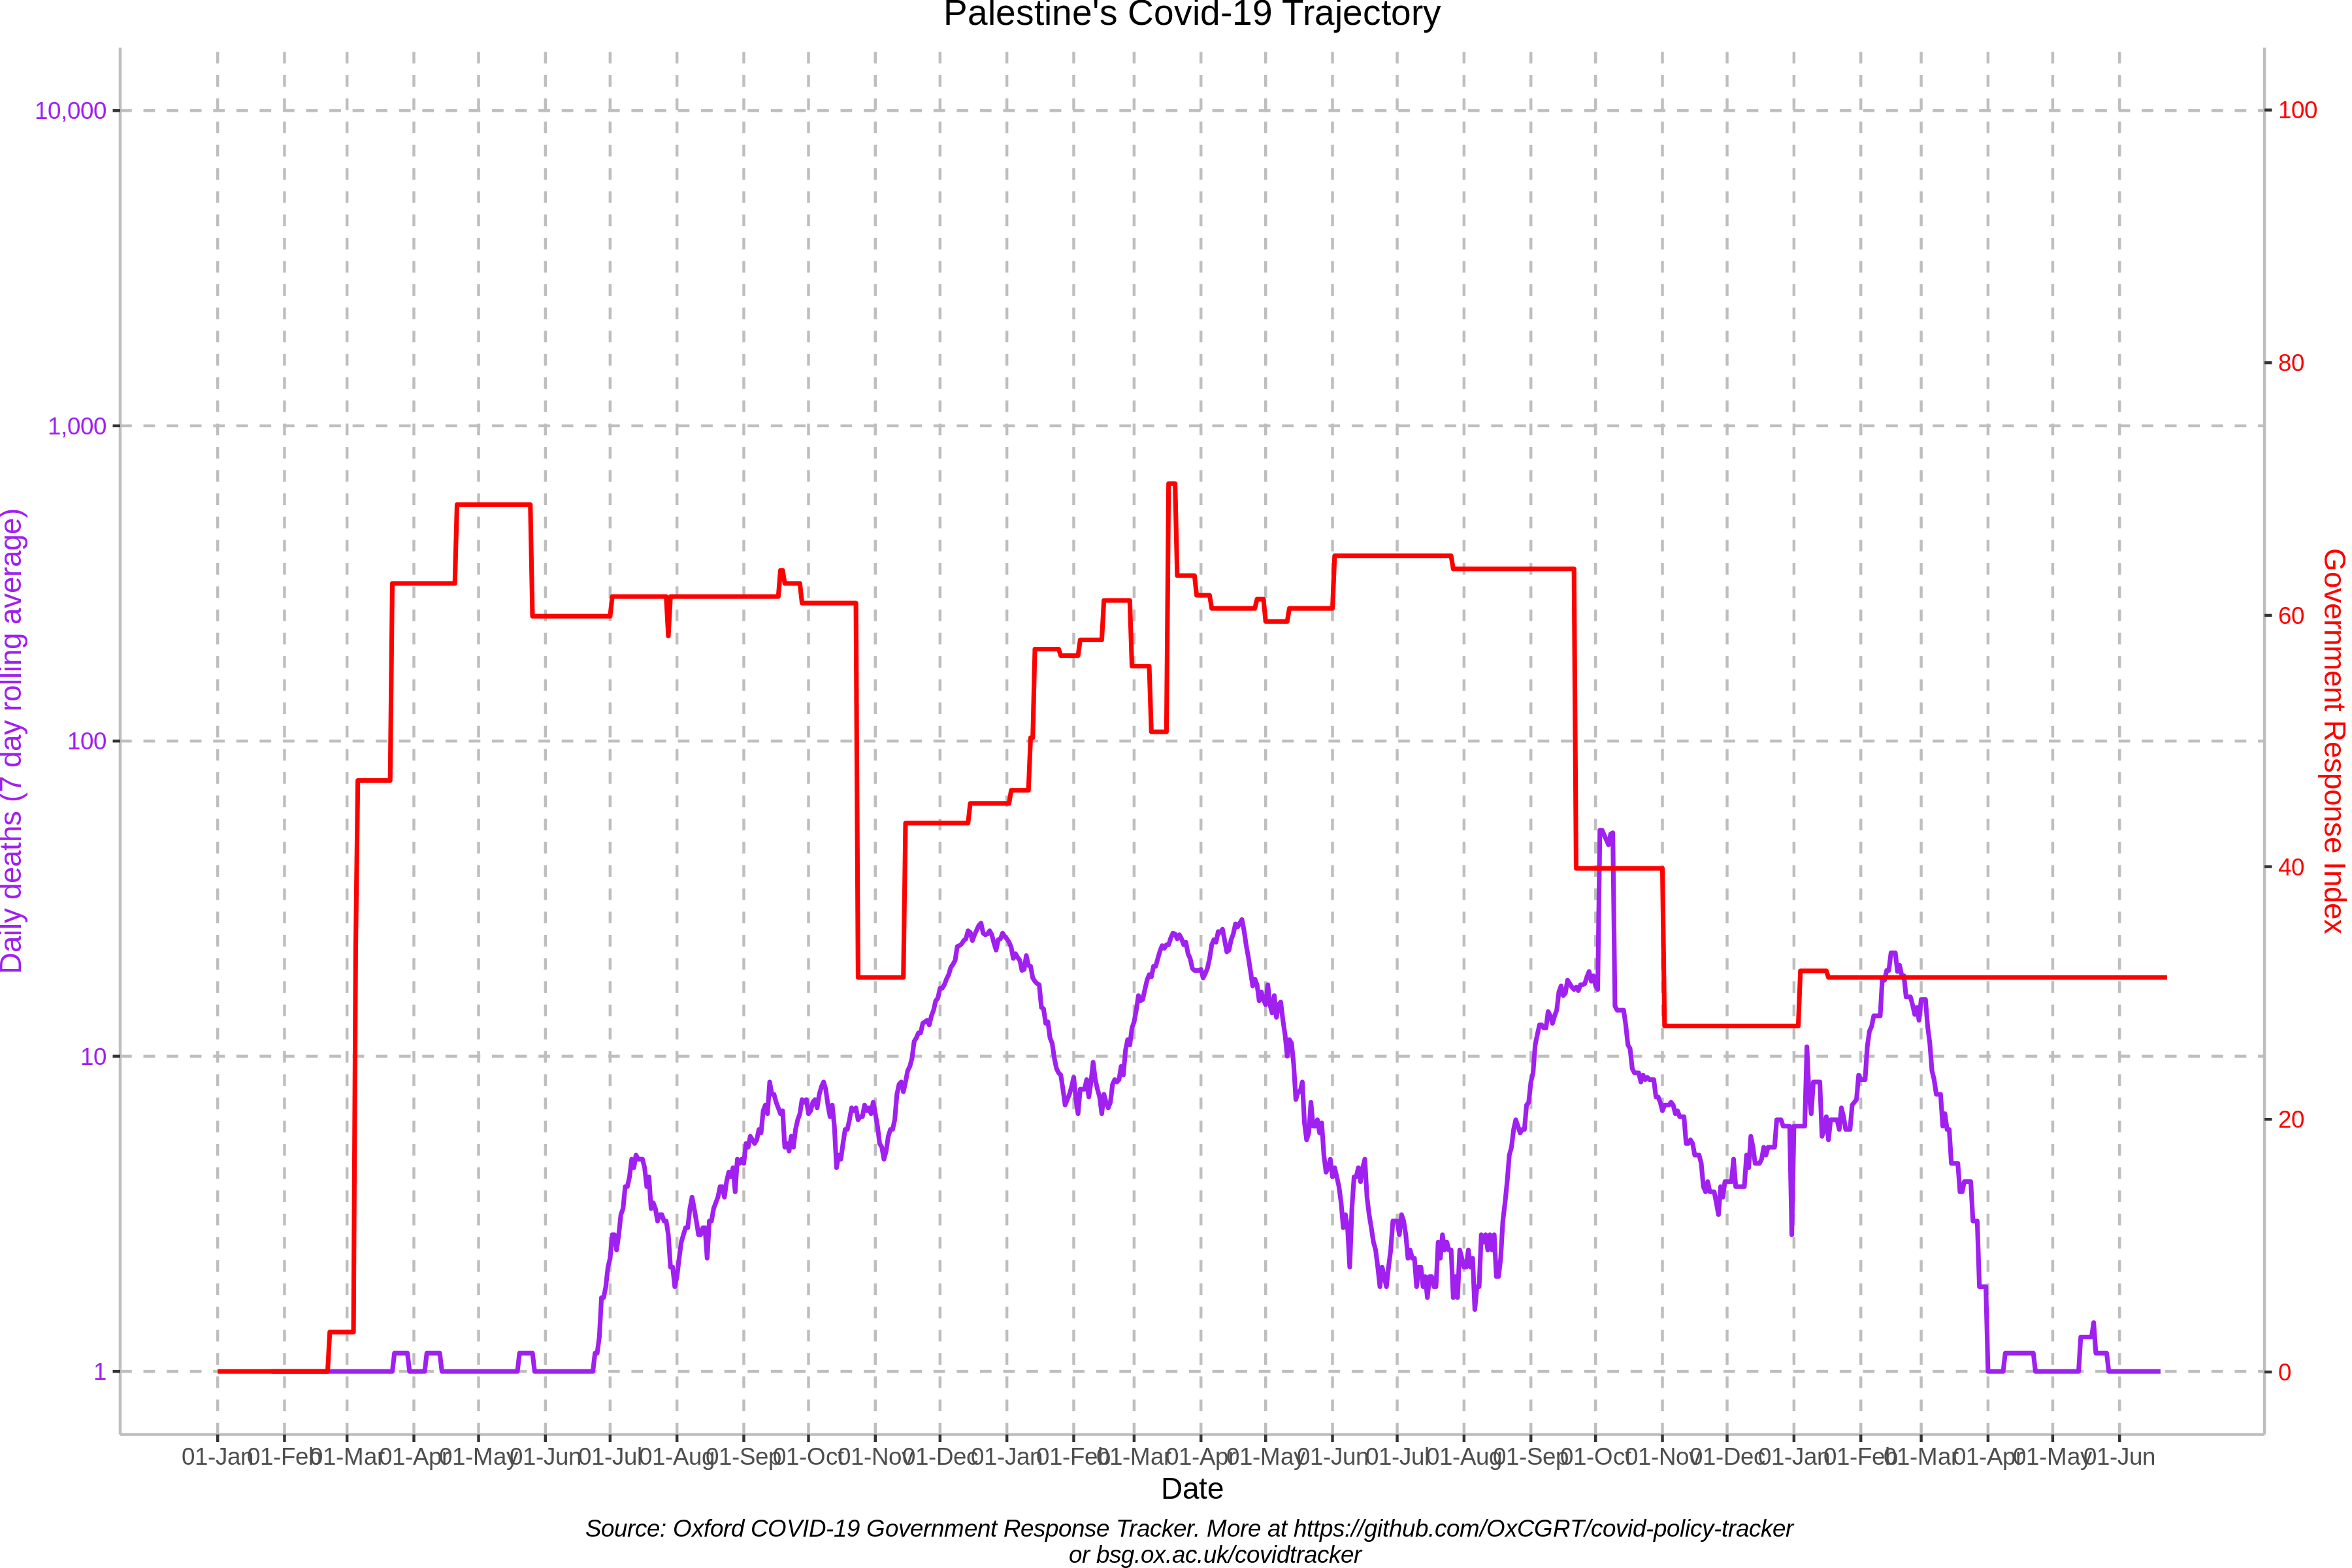 Palestine's Covid-19 Trajectory
10,000
1,000
100
10
1
Daily deaths (7 day rolling average)
100
80
60
40
20
0
Government Response Index
01-Jan 01-Feb 01-Mar 01-Apr 01-May 01-Jun 01-Jul 01-Aug 01-Sep 01-Oct 01-Nov 01-Dec 01-Jan 01-Feb 01-Mar 01-Apr 01-May 01-Jun 01-Jul 01-Aug 01-Sep 01-Oct 01-Nov 01-Dec 01-Jan 01-Feb 01-Mar 01-Apr 01-May 01-Jun
Date
Source: Oxford COVID-19 Government Response Tracker. More at https://github.com/OxCGRT/covid-policy-tracker
or bsg.ox.ac.uk/covidtracker